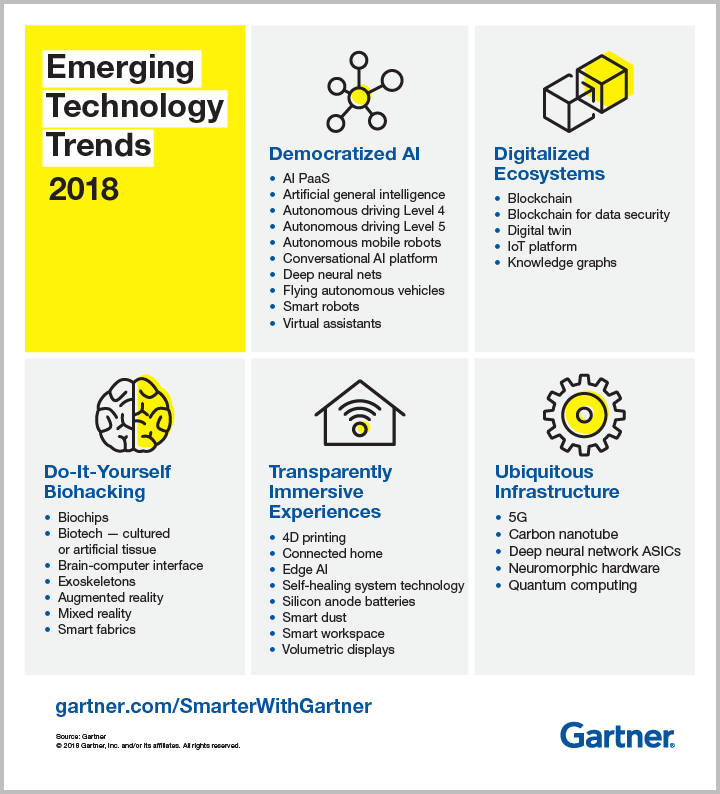 Emerging
Technology
Trends
2018
Democratized AI
• AI PaaS
• Artificial general intelligence
• Autonomous driving Level 4
• Autonomous driving Level 5
• Autonomous mobile robots
• Conversational AI platform
• Deep neural nets
• Flying autonomous vehicles
• Smart robots
• Virtual assistants
Digitalized
Ecosystems
• Blockchain
• Blockchain for data security
• Digital twin
• IoT platform
• Knowledge graphs
Do-It-Yourself
Biohacking
• Biochips
• Biotech — cultured
or artificial tissue
• Brain-computer interface
• Exoskeletons
• Augmented reality
• Mixed reality
• Smart fabrics
Transparently
Immersive
Experiences
• 4D printing
• Connected home
• Edge AI
• Self-healing system technology
• Silicon anode batteries
• Smart dust
• Smart workspace
• Volumetric displays
Ubiquitous
Infrastructure
• 5G
• Carbon nanotube
• Deep neural network ASICs
• Neuromorphic hardware
• Quantum computing
gartner.com/SmarterWithGartner
Source: Gartner
© 2018 Gartner, Inc. and/or its affiliates. All rights reserved.
Gartner®